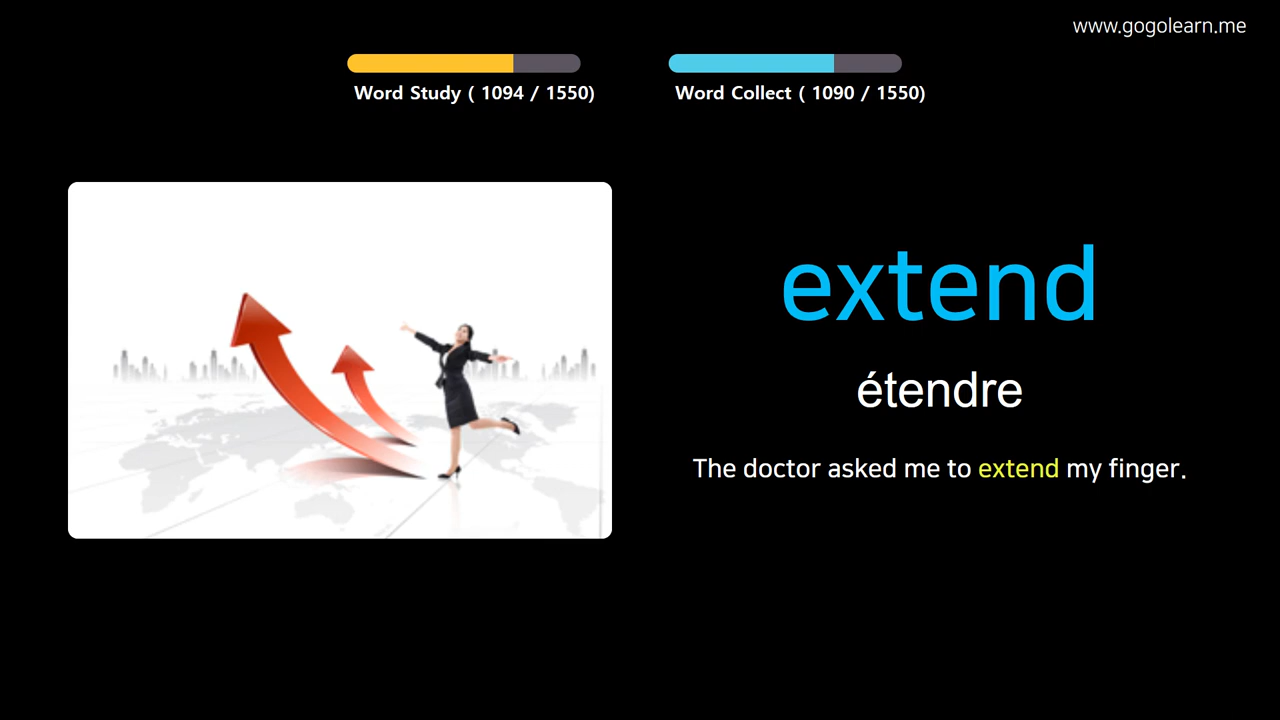 www.gogolearn.me
Word Study ( 1094 / 1550)
Word Collect ( 1090 / 1550)
extend
étendre
The doctor asked me to extend my finger.